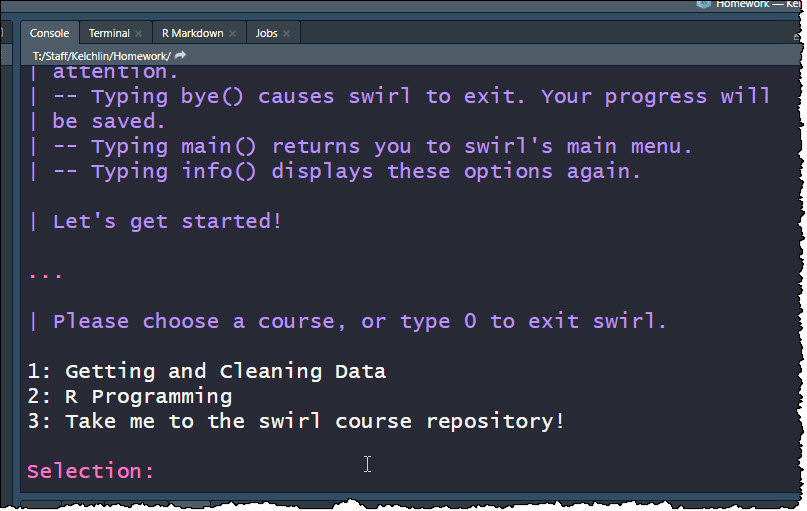 Homework — Kel
Console Terminal R Markdown Jobs
T:/Staff/Kelchlin/Homework/
| attention.
| -- Typing bye() causes swirl to exit. Your progress will
| be saved.
| -- Typing main() returns you to swirl's main menu.
| -- Typing info() displays these options again.
| Let's get started!
...
| Please choose a course, or type 0 to exit swirl.
1: Getting and Cleaning Data
2: R Programming
3: Take me to the swirl course repository!
Selection: